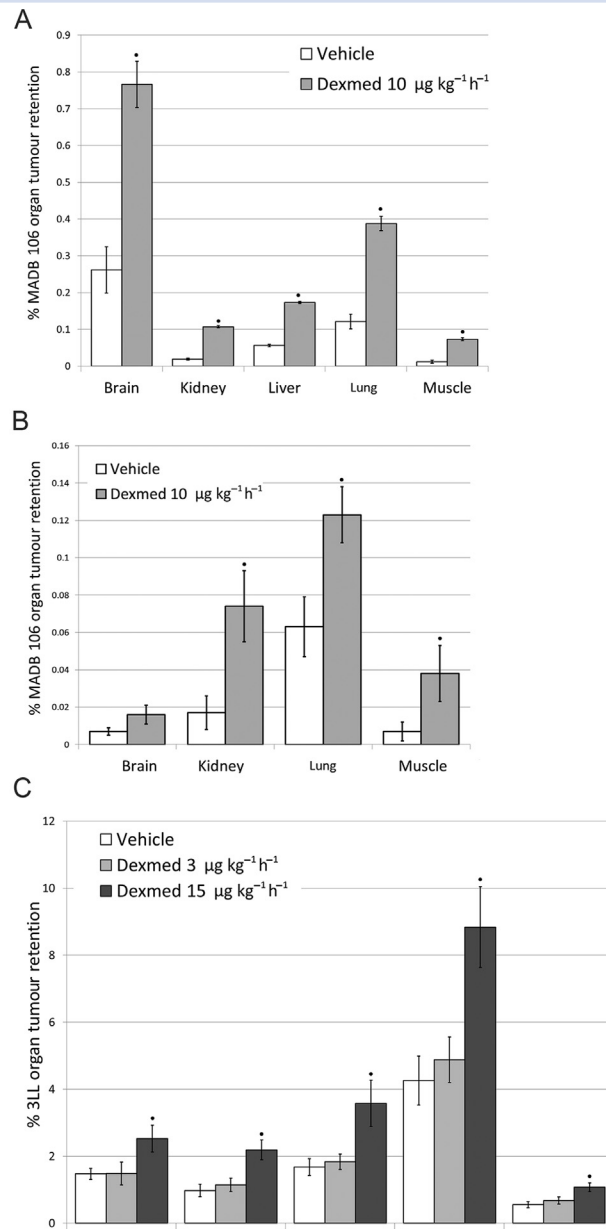 A
% MADB 106 organ tumour retention
0.9
0.8
0.7
0.6
0.5
0.4
0.3
0.2
0.1
0
Vehicle
Dexmed 10 μg kg⁻¹h⁻¹
Brain
Kidney
Liver
Lung
Muscle
B
% MADB 106 organ tumour retention
0.16
0.14
0.12
0.1
0.08
0.06
0.04
0.02
0
Vehicle
Dexmed 10 μg kg⁻¹h⁻¹
Brain
Kidney
Lung
Muscle
C
% 3LL organ tumour retention
12
10
8
6
4
2
0
Vehicle
Dexmed 3 μg kg⁻¹h⁻¹
Dexmed 15 μg kg⁻¹h⁻¹